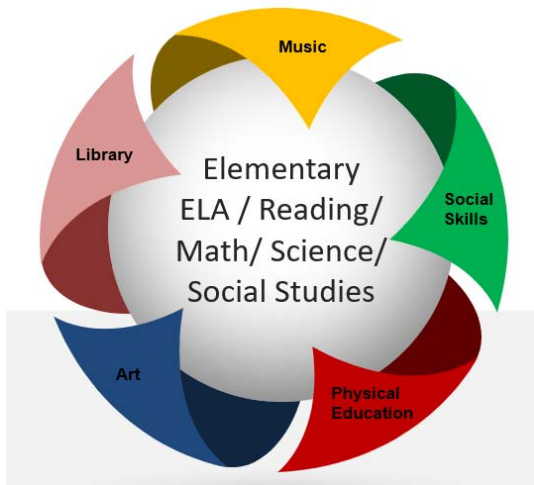 Music
Library
Elementary
ELA / Reading/
Math/ Science/
Social Studies
Social
Skills
Art
Physical
Education